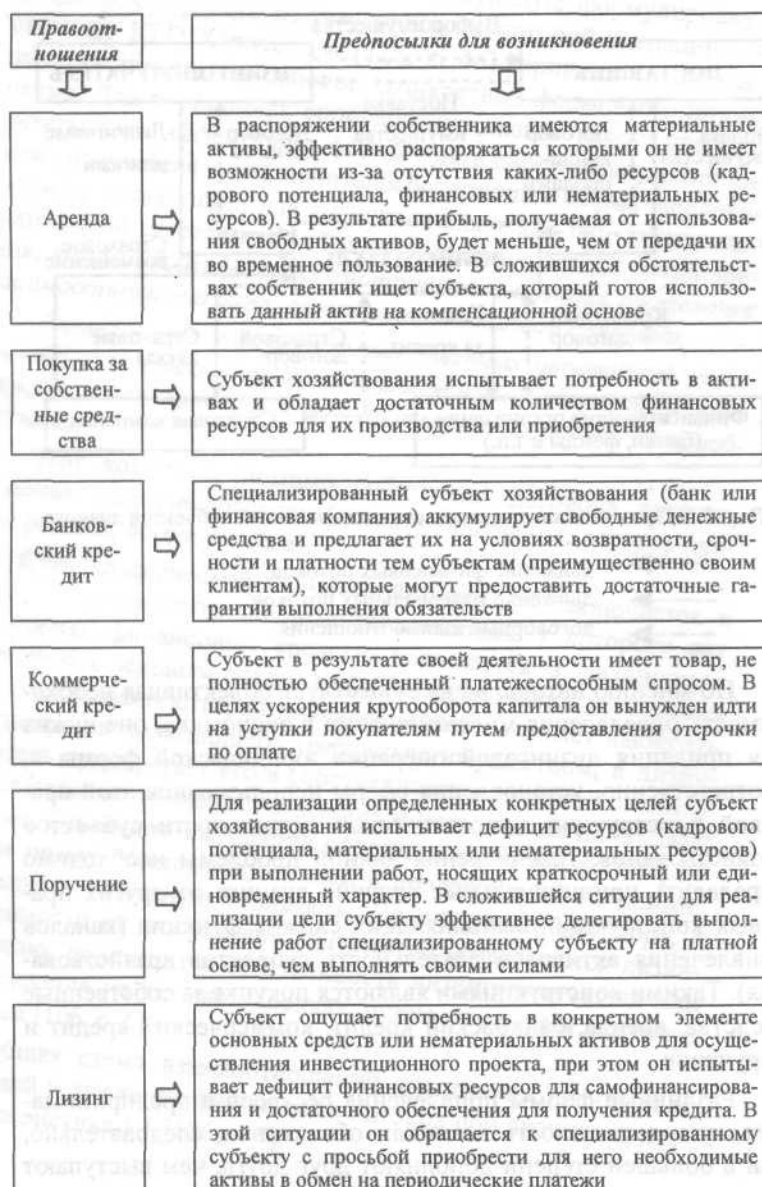 Правоот-
ношения
Предпосылки для возникновения
Аренда
В распоряжении собственника имеются материальные
активы, эффективно распоряжаться которыми он не имеет
возможности из-за отсутствия каких-либо ресурсов (кад-
рового потенциала, финансовых или нематериальных ре-
сурсов). В результате прибыль, получаемая от использова-
ния свободных активов, будет меньше, чем от передачи их
во временное пользование. В сложившихся обстоятельст-
вах собственник ищет субъекта, который готов использо-
вать данный актив на компенсационной основе
Покупка за
собствен-
ные сред-
ства
Субъект хозяйствования испытывает потребность в акти-
вах и обладает достаточным количеством финансовых
ресурсов для их производства или приобретения
Банков-
ский кре-
дит
Специализированный субъект хозяйствования (банк или
финансовая компания) аккумулирует свободные денежные
средства и предлагает их на условиях возвратности, сроч-
ности и платности тем субъектам (преимущественно своим
клиентам), которые могут предоставить достаточные га-
рантии выполнения обязательств
Коммерче-
ский кре-
дит
Субъект в результате своей деятельности имеет товар, не
полностью обеспеченный платежеспособным спросом. В
целях ускорения кругооборота капитала он вынужден идти
на уступки покупателям путем предоставления отсрочки
по оплате
Поручение
Для реализации определенных конкретных целей субъект
хозяйствования испытывает дефицит ресурсов (кадрового
потенциала, материальных или нематериальных ресурсов)
при выполнении работ, носящих краткосрочный или еди-
новременный характер. В сложившейся ситуации для реа-
лизации цели субъекту эффективнее делегировать выпол-
нение работ специализированному субъекту на платной
основе, чем выполнять своими силами
Лизинг
Субъект ощущает потребность в конкретном элементе
основных средств или нематериальных активов для осуще-
ствления инвестиционного проекта, при этом он испыты-
вает дефицит финансовых ресурсов для самофинансирова-
ния и достаточного обеспечения для получения кредита. В
этой ситуации он обращается к специализированному
субъекту с просьбой приобрести для него необходимые
активы в обмен на периодические платежи